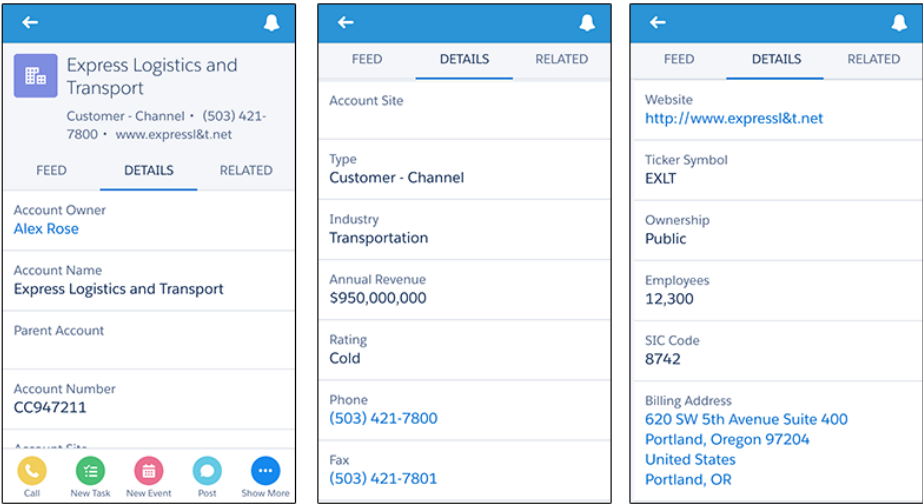 Express Logistics and
Transport
Customer - Channel • (503) 421-
7800 • www.expressl&t.net
FEED DETAILS RELATED
Account Owner
Alex Rose
Account Name
Express Logistics and Transport
Parent Account
Account Number
CC947211
Account Site
Call New Task New Event Post Show More
FEED DETAILS RELATED
Account Site
Type
Customer - Channel
Industry
Transportation
Annual Revenue
$950,000,000
Rating
Cold
Phone
(503) 421-7800
Fax
(503) 421-7801
FEED DETAILS RELATED
Website
http://www.expressl&t.net
Ticker Symbol
EXLT
Ownership
Public
Employees
12,300
SIC Code
8742
Billing Address
620 SW 5th Avenue Suite 400
Portland, Oregon 97204
United States
Portland, OR